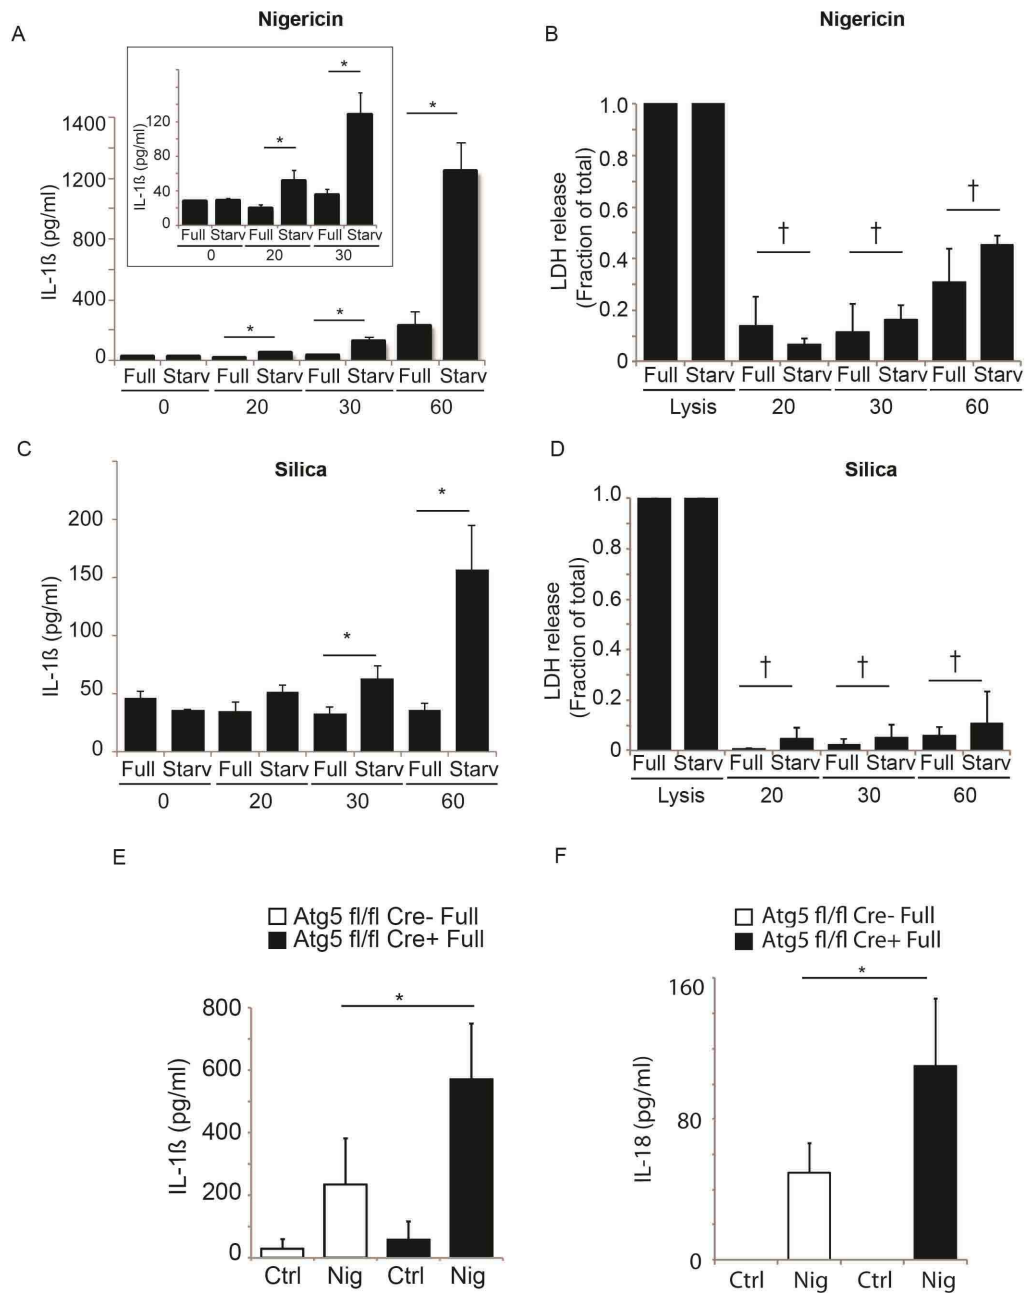 A
Nigericin
1400
1200
800
400
0
IL-1ß (pg/ml)
120
80
40
0
IL-1ß (pg/ml)
* *
Full Starv Full Starv Full Starv
0 20 30
* * *
Full Starv Full Starv Full Starv Full Starv
0 20 30 60
B
Nigericin
1.0
0.8
0.6
0.4
0.2
0
LDH release
(Fraction of total)
† † †
Full Starv Full Starv Full Starv Full Starv
Lysis 20 30 60
C
Silica
200
150
100
50
0
IL-1ß (pg/ml)
* *
Full Starv Full Starv Full Starv Full Starv
0 20 30 60
D
Silica
1.0
0.8
0.6
0.4
0.2
0
LDH release
(Fraction of total)
† † †
Full Starv Full Starv Full Starv Full Starv
Lysis 20 30 60
E
Atg5 fl/fl Cre- Full
Atg5 fl/fl Cre+ Full
800
600
400
200
0
IL-1ß (pg/ml)
*
Ctrl Nig Ctrl Nig
F
Atg5 fl/fl Cre- Full
Atg5 fl/fl Cre+ Full
160
80
0
IL-18 (pg/ml)
*
Ctrl Nig Ctrl Nig